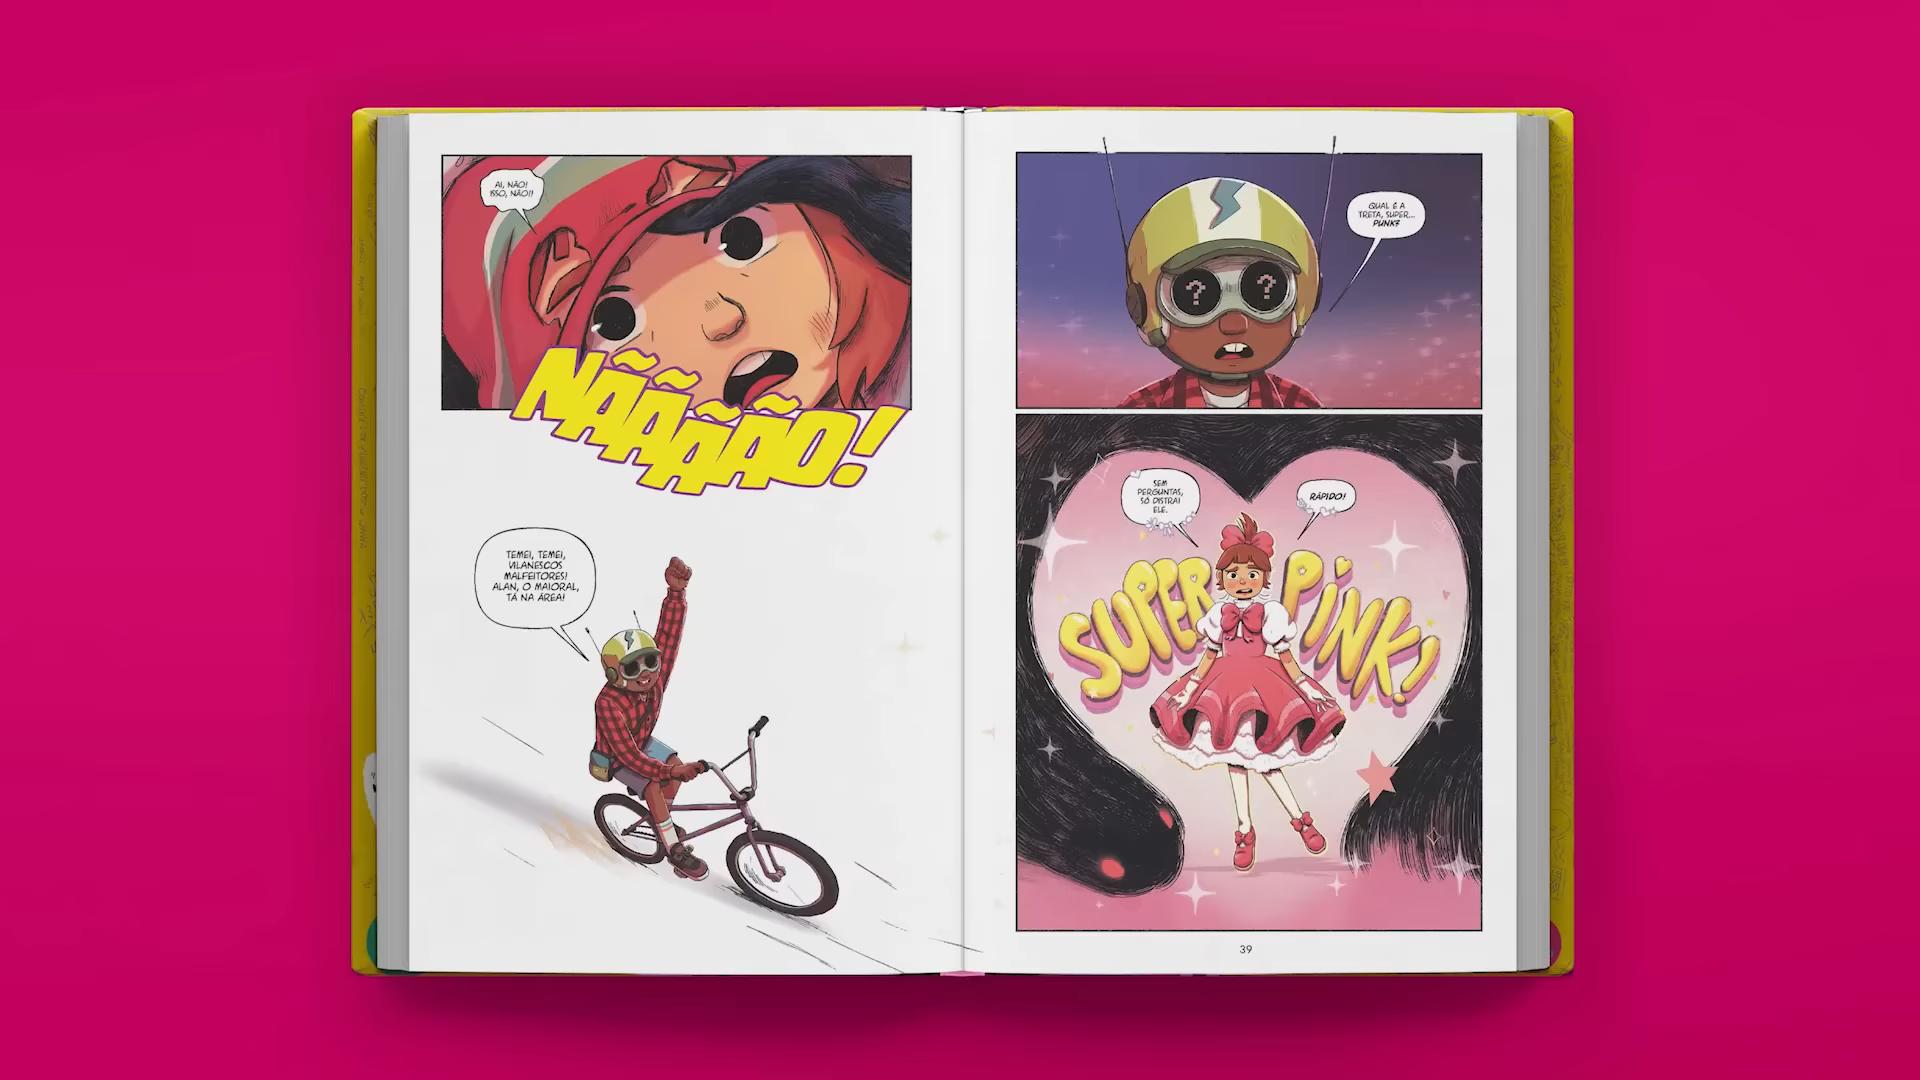 AI, NÃO!
ISSO, NÃO!!
NÃÃÃÃO!
TEMEI, TEMEI,
VILANESCOS
MALFEITORES!
ALAN, O MAIORAL,
TÁ NA ÁREA!
QUAL É A
TRETA, SUPER...
PUNK?
? ?
SEM
PERGUNTAS,
SÓ DISTRAI
ELE.
RÁPIDO!
SUPER PINK!
39